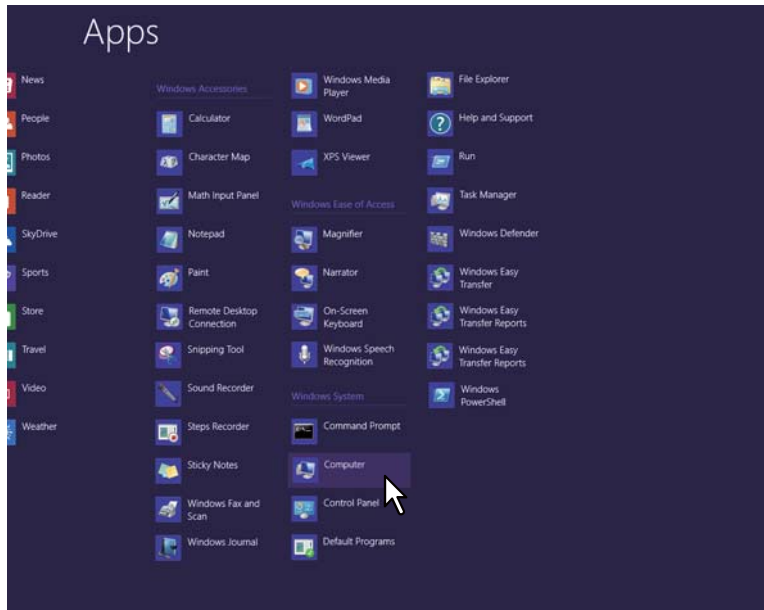 Apps
News
People
Photos
Reader
SkyDrive
Sports
Store
Travel
Video
Weather
Windows Accessories
Calculator
Character Map
Math Input Panel
Notepad
Paint
Remote Desktop
Connection
Snipping Tool
Sound Recorder
Steps Recorder
Sticky Notes
Windows Fax and
Scan
Windows Journal
Windows Media
Player
WordPad
XPS Viewer
Windows Ease of Access
Magnifier
Narrator
On-Screen
Keyboard
Windows Speech
Recognition
Windows System
Command Prompt
Computer
Control Panel
Default Programs
File Explorer
Help and Support
Run
Task Manager
Windows Defender
Windows Easy
Transfer
Windows Easy
Transfer Reports
Windows Easy
Transfer Reports
Windows
PowerShell